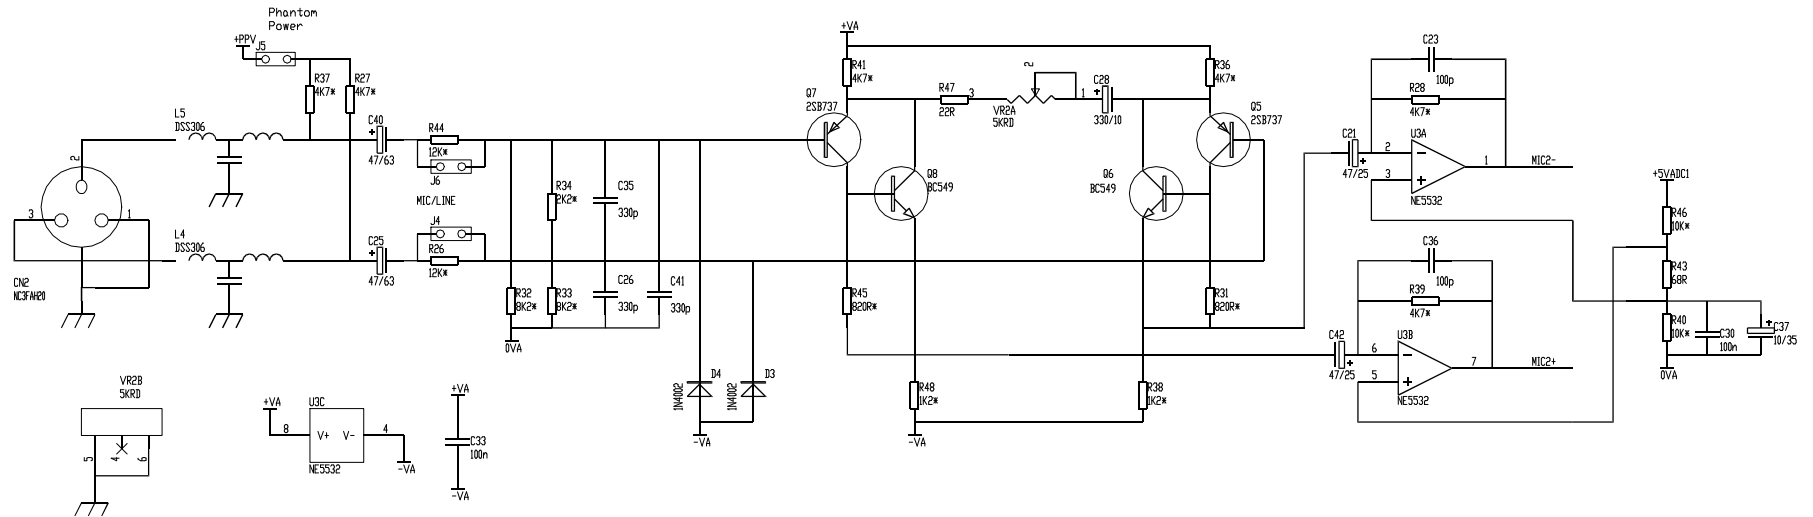 Phantom
Power
+PPV
J5
R37
4K7*
R27
4K7*
L5
DSS306
C40
+
47/63
R44
12K*
J6
MIC/LINE
J4
R26
12K*
L4
DSS306
C25
+
47/63
2
3
1
CN2
NC3FAH20
R34
2K2*
C35
330p
R32
8K2*
R33
8K2*
C26
330p
C41
330p
0VA
D4
1N4002
D3
1N4002
-VA
+VA
R41
4K7*
Q7
2SB737
R47
22R
3
2
1
VR2A
5KRD
C28
+
330/10
R36
4K7*
Q5
2SB737
Q8
BC549
Q6
BC549
R45
820R*
R31
820R*
R48
1K2*
R38
1K2*
-VA
C23
100p
R28
4K7*
C21
+
47/25
U3A
2
3
1
NE5532
MIC2-
C36
100p
R39
4K7*
C42
+
47/25
U3B
6
5
7
NE5532
MIC2+
+5VADC1
R46
10K*
R43
68R
R40
10K*
C30
100n
C37
+
10/35
0VA
VR2B
5KRD
5
4
6
+VA
U3C
8
V+
V-
4
NE5532
-VA
+VA
C33
100n
-VA